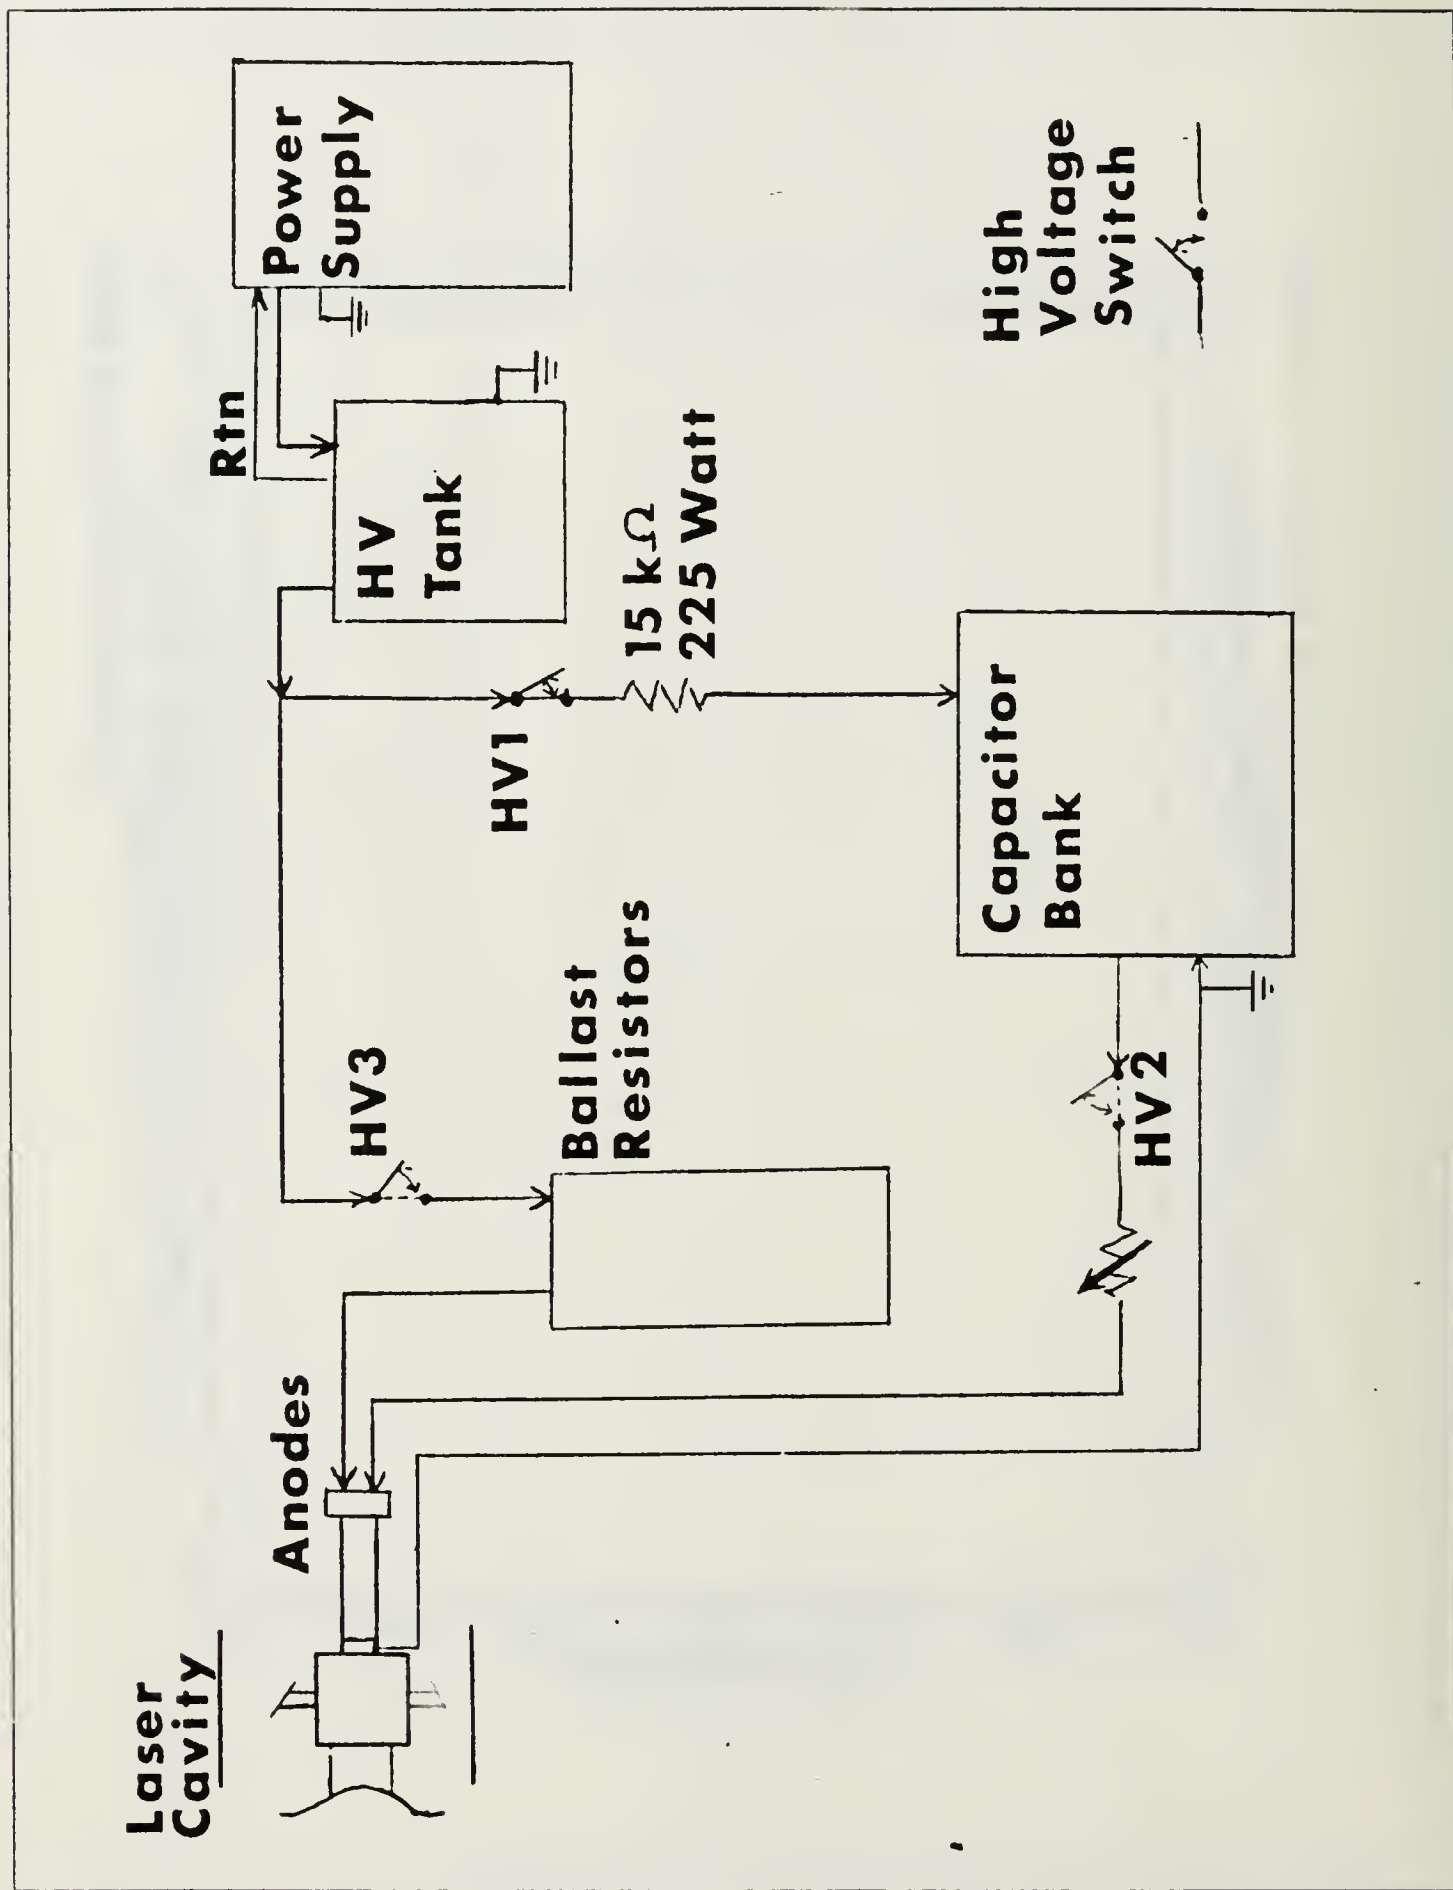 Laser
Cavity
Anodes
HV3
Ballast
Resistors
HV1
Rtn
HV
Tank
Power
Supply
15 kΩ
225 Watt
HV2
Capacitor
Bank
High
Voltage
Switch